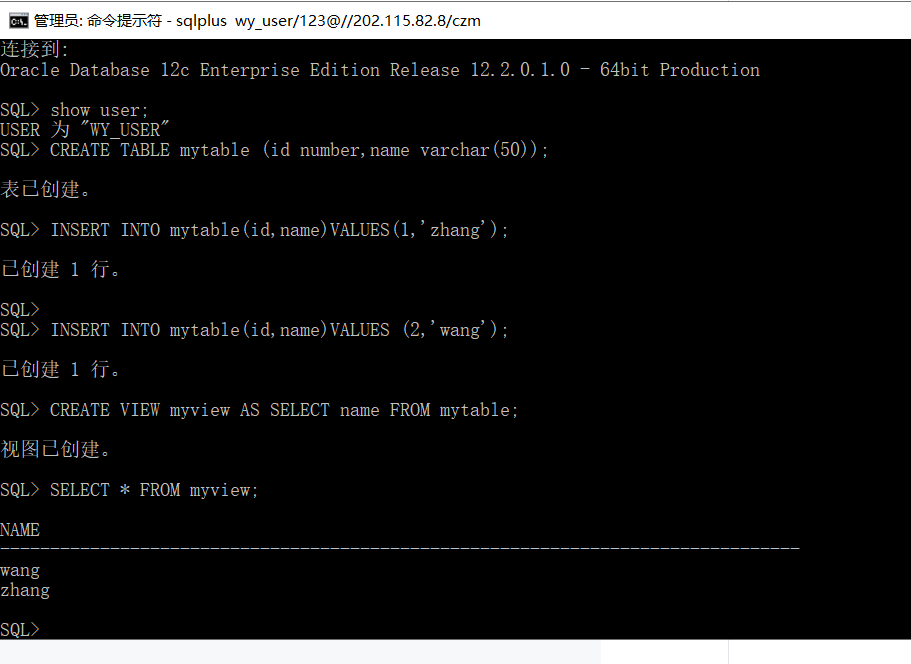 管理员: 命令提示符 - sqlplus  wy_user/123@//202.115.82.8/czm
连接到:
Oracle Database 12c Enterprise Edition Release 12.2.0.1.0 - 64bit Production
SQL> show user;
USER 为 "WY_USER"
SQL> CREATE TABLE mytable (id number,name varchar(50));
表已创建。
SQL> INSERT INTO mytable(id,name)VALUES(1,'zhang');
已创建 1 行。
SQL>
SQL> INSERT INTO mytable(id,name)VALUES (2,'wang');
已创建 1 行。
SQL> CREATE VIEW myview AS SELECT name FROM mytable;
视图已创建。
SQL> SELECT * FROM myview;
NAME
--------------------------------------------------------------------------------
wang
zhang
SQL>